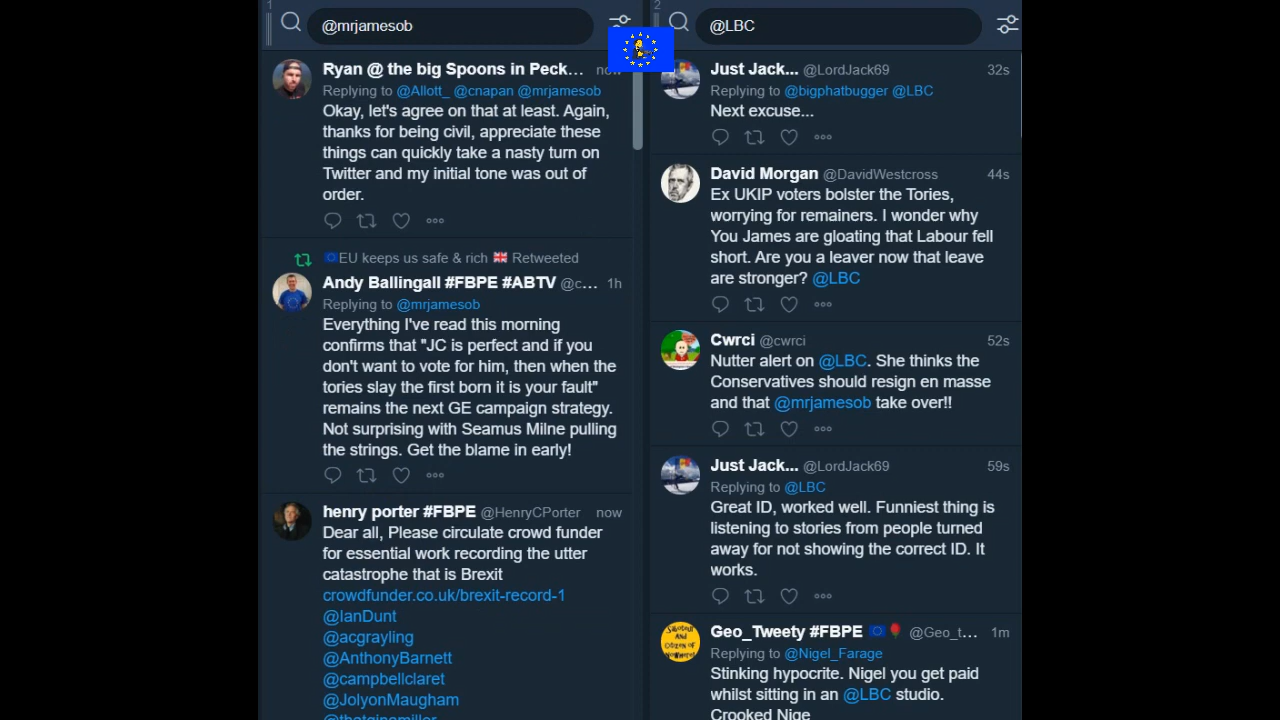 1
@mrjamesob
Ryan @ the big Spoons in Peck... now
Replying to @Allott_ @cnapan @mrjamesob
Okay, let's agree on that at least. Again,
thanks for being civil, appreciate these
things can quickly take a nasty turn on
Twitter and my initial tone was out of
order.
EU keeps us safe & rich 🇬🇧 Retweeted
Andy Ballingall #FBPE #ABTV @c... 1h
Replying to @mrjamesob
Everything I've read this morning
confirms that "JC is perfect and if you
don't want to vote for him, then when the
tories slay the first born it is your fault"
remains the next GE campaign strategy.
Not surprising with Seamus Milne pulling
the strings. Get the blame in early!
henry porter #FBPE @HenryCPorter now
Dear all, Please circulate crowd funder
for essential work recording the utter
catastrophe that is Brexit
crowdfunder.co.uk/brexit-record-1
@IanDunt
@acgrayling
@AnthonyBarnett
@campbellclaret
@JolyonMaugham
@thatginamiller
2
@LBC
Just Jack... @LordJack69 32s
Replying to @bigphatbugger @LBC
Next excuse...
David Morgan @DavidWestcross 44s
Ex UKIP voters bolster the Tories,
worrying for remainers. I wonder why
You James are gloating that Labour fell
short. Are you a leaver now that leave
are stronger? @LBC
Cwrci @cwrci 52s
Nutter alert on @LBC. She thinks the
Conservatives should resign en masse
and that @mrjamesob take over!!
Just Jack... @LordJack69 59s
Replying to @LBC
Great ID, worked well. Funniest thing is
listening to stories from people turned
away for not showing the correct ID. It
works.
Geo_Tweety #FBPE 🇪🇺🌹 @Geo_t... 1m
Replying to @Nigel_Farage
Stinking hypocrite. Nigel you get paid
whilst sitting in an @LBC studio.
Crooked Nige